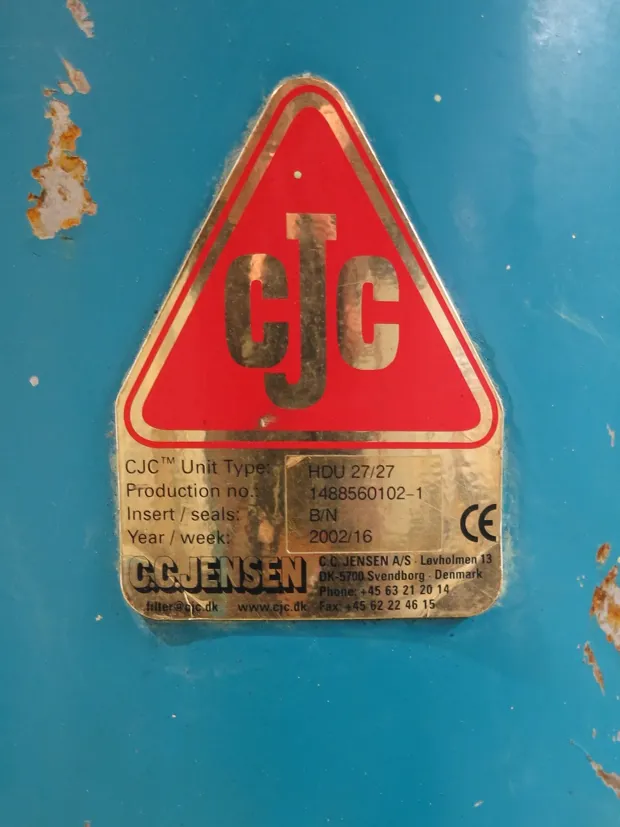 CJC
CJC™ Unit Type: HDU 27/27
Production no.: 1488560102-1
Insert / seals: B/N
Year / week: 2002/16
CE
C.C.JENSEN
C.C. JENSEN A/S · Løvholmen 13
DK-5700 Svendborg · Denmark
Phone: +45 63 21 20 14
Fax: +45 62 22 46 15
filter@cjc.dk www.cjc.dk